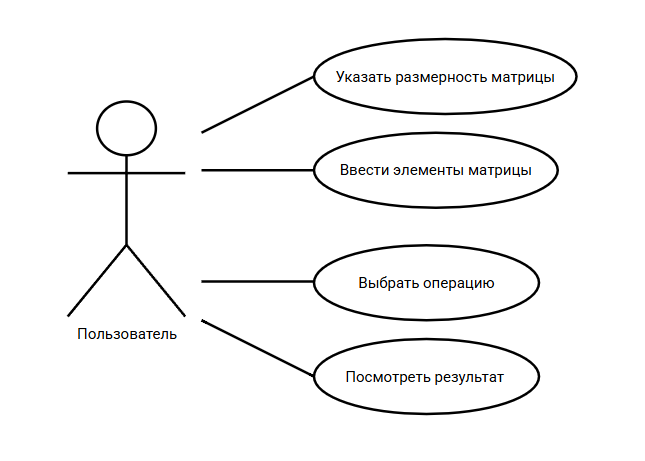 Указать размерность матрицы
Ввести элементы матрицы
Выбрать операцию
Пользователь
Посмотреть результат